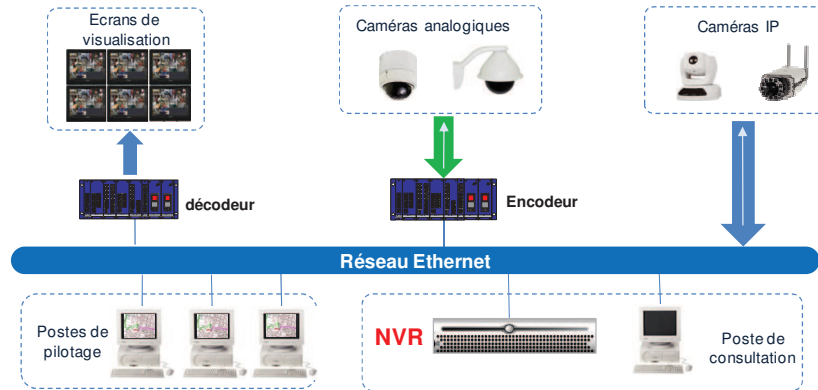 Ecrans de
visualisation
Caméras analogiques
Caméras IP
décodeur
Encodeur
Réseau Ethernet
Postes de
pilotage
NVR
Poste de
consultation